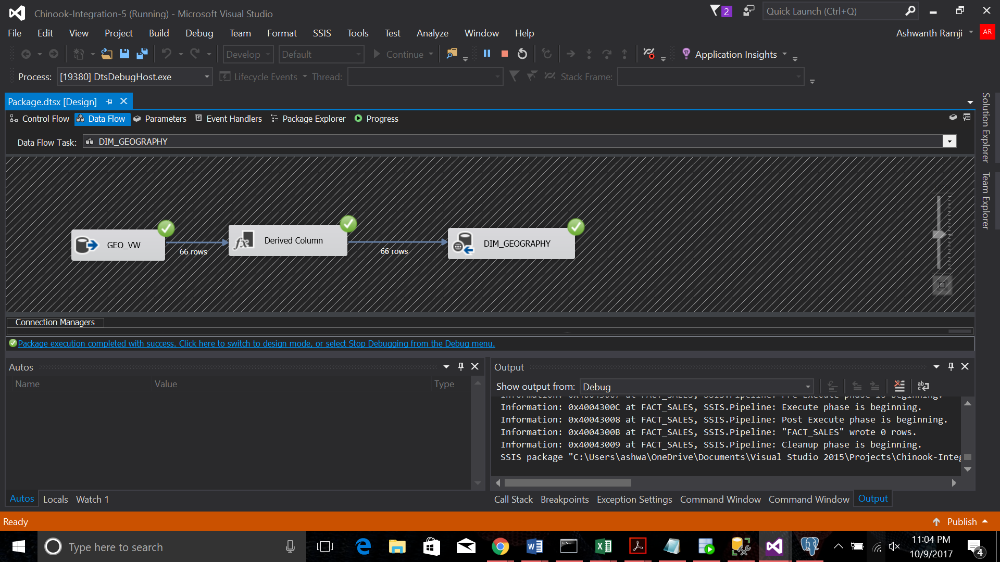 Chinook-Integration-5 (Running) - Microsoft Visual Studio
2
Quick Launch (Ctrl+Q)
File Edit View Project Build Debug Team Format SSIS Tools Test Analyze Window Help
Ashwanth Ramji
AR
Develop Default Continue Application Insights
Process: [19380] DtsDebugHost.exe Lifecycle Events Thread: Stack Frame:
Package.dtsx [Design]
Control Flow Data Flow Parameters Event Handlers Package Explorer Progress
Data Flow Task: DIM_GEOGRAPHY
Solution Explorer
Team Explorer
GEO_VW
66 rows
fx Derived Column
66 rows
DIM_GEOGRAPHY
Connection Managers
Package execution completed with success. Click here to switch to design mode, or select Stop Debugging from the Debug menu.
Autos
Name Value Type
Autos Locals Watch 1
Output
Show output from: Debug
Information: 0x4004300C at FACT_SALES, SSIS.Pipeline: Execute phase is beginning.
Information: 0x40043008 at FACT_SALES, SSIS.Pipeline: Post Execute phase is beginning.
Information: 0x4004300B at FACT_SALES, SSIS.Pipeline: "FACT_SALES" wrote 0 rows.
Information: 0x40043009 at FACT_SALES, SSIS.Pipeline: Cleanup phase is beginning.
SSIS package "C:\Users\ashwa\OneDrive\Documents\Visual Studio 2015\Projects\Chinook-Integ
Call Stack Breakpoints Exception Settings Command Window Command Window Output
Ready
Publish
Type here to search
11:04 PM
10/9/2017
4